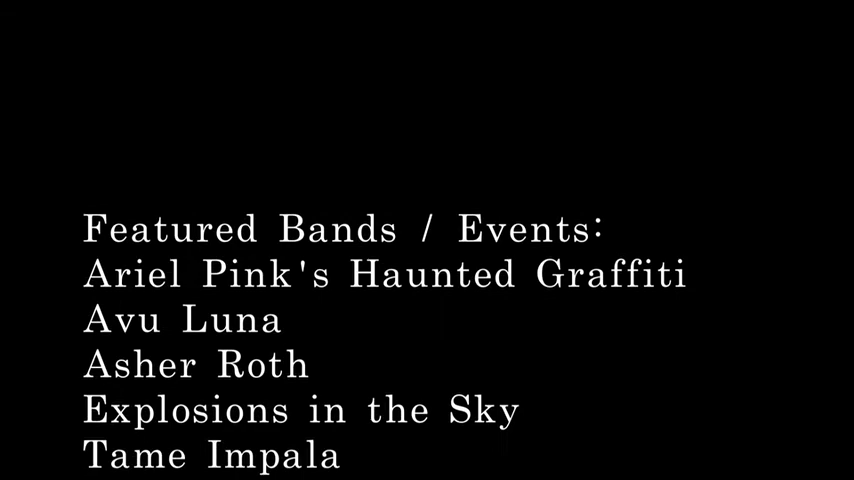 Featured Bands / Events:
Ariel Pink's Haunted Graffiti
Avu Luna
Asher Roth
Explosions in the Sky
Tame Impala